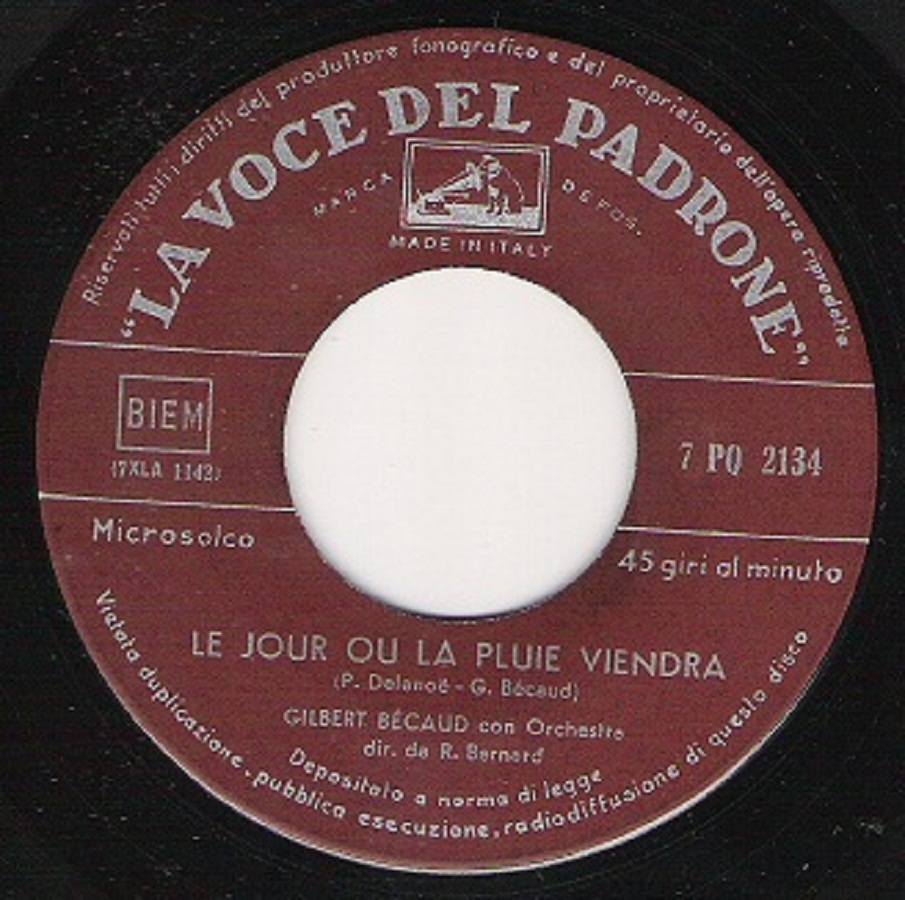 Riservati tutti i diritti del produttore fonografico e del proprietario dell'opera riprodotta
"LA VOCE DEL PADRONE"
MARCA DEPOS.
MADE IN ITALY
BIEM
(7XLA 1142)
7 PQ 2134
Microsolco
45 giri al minuto
LE JOUR OU LA PLUIE VIENDRA
(P. Delanoë - G. Bécaud)
GILBERT BÉCAUD con Orchestra
dir. da R. Bernard
Depositato a norma di legge
Vietata duplicazione, pubblica esecuzione, radiodiffusione di questo disco